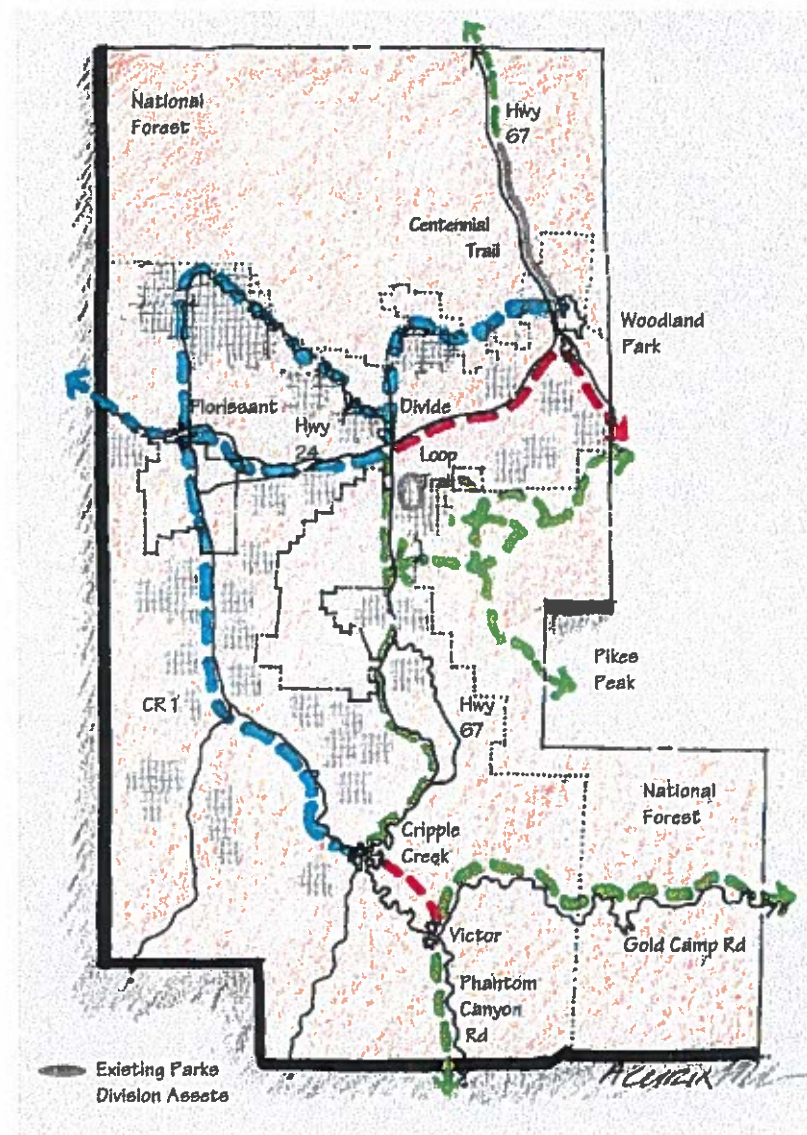 National
Forest
Hwy
67
Centennial
Trail
Woodland
Park
Florissant
Hwy
24
Divide
Loop
Trail
Pikes
Peak
CR 1
Hwy
67
National
Forest
Cripple
Creek
Victor
Gold Camp Rd
Phantom
Canyon
Rd
Existing Parks
Division Assets